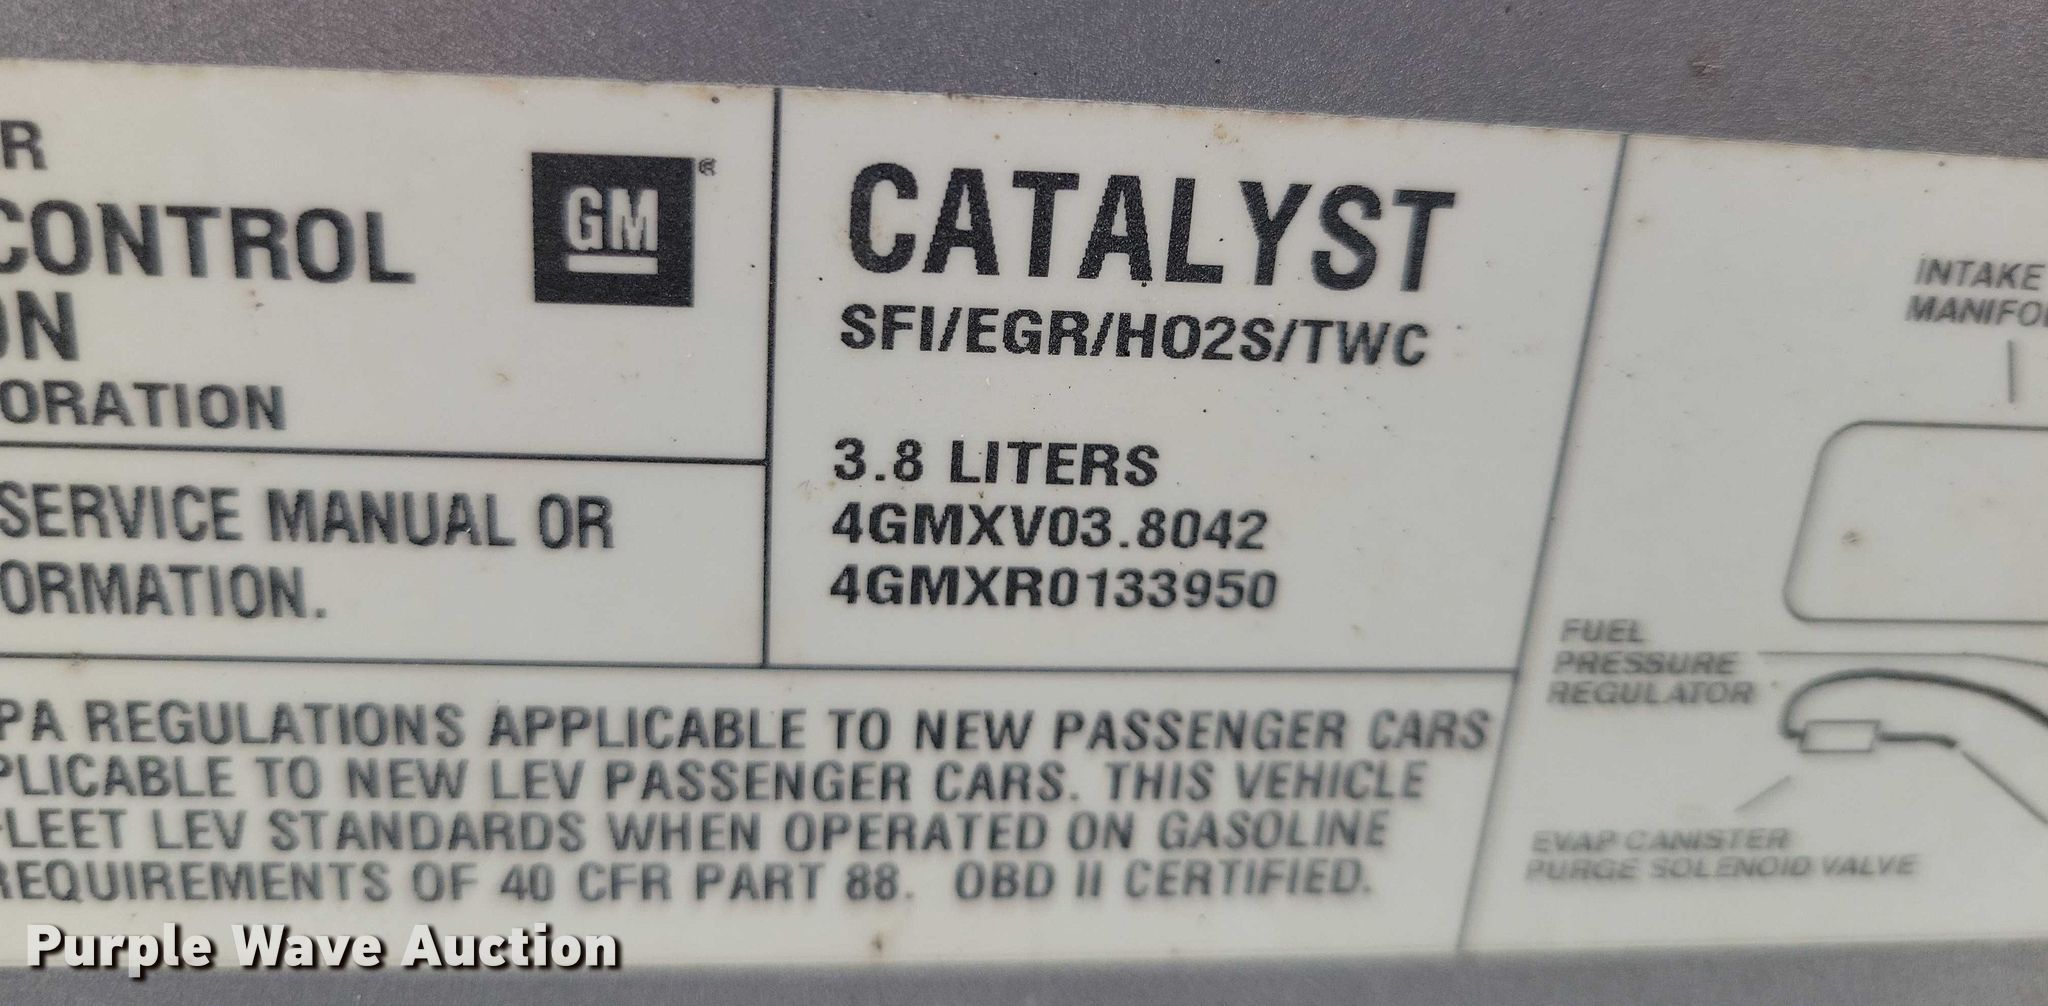 R
CONTROL
ON
ORATION
GM
®
SERVICE MANUAL OR
ORMATION.
CATALYST
SFI/EGR/HO2S/TWC
3.8 LITERS
4GMXV03.8042
4GMXR0133950
PA REGULATIONS APPLICABLE TO NEW PASSENGER CARS
PLICABLE TO NEW LEV PASSENGER CARS. THIS VEHICLE
LEET LEV STANDARDS WHEN OPERATED ON GASOLINE
REQUIREMENTS OF 40 CFR PART 88. OBD II CERTIFIED.
INTAKE
MANIFO
FUEL
PRESSURE
REGULATOR
EVAP CANISTER
PURGE SOLENOID VALVE
Purple Wave Auction